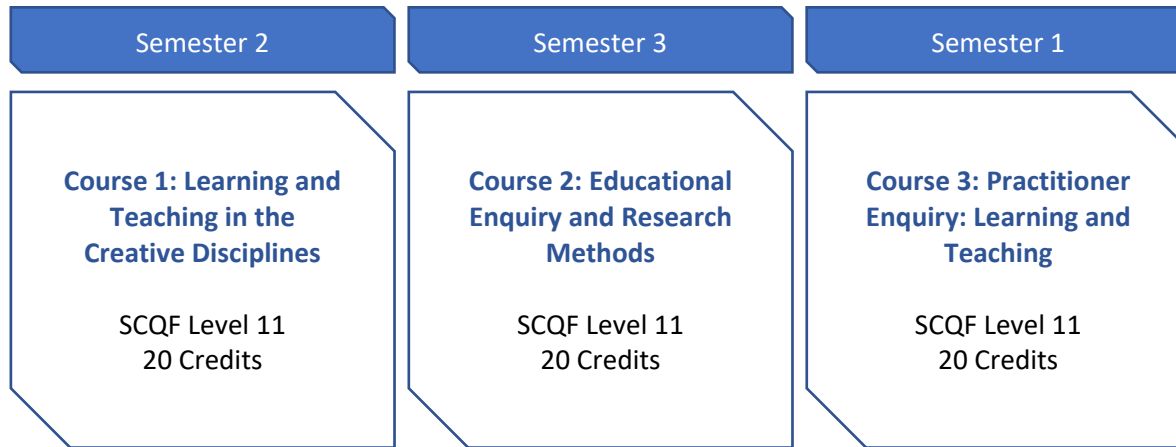 Semester 2
Semester 3
Semester 1
Course 1: Learning and
Teaching in the
Creative Disciplines
SCQF Level 11
20 Credits
Course 2: Educational
Enquiry and Research
Methods
SCQF Level 11
20 Credits
Course 3: Practitioner
Enquiry: Learning and
Teaching
SCQF Level 11
20 Credits